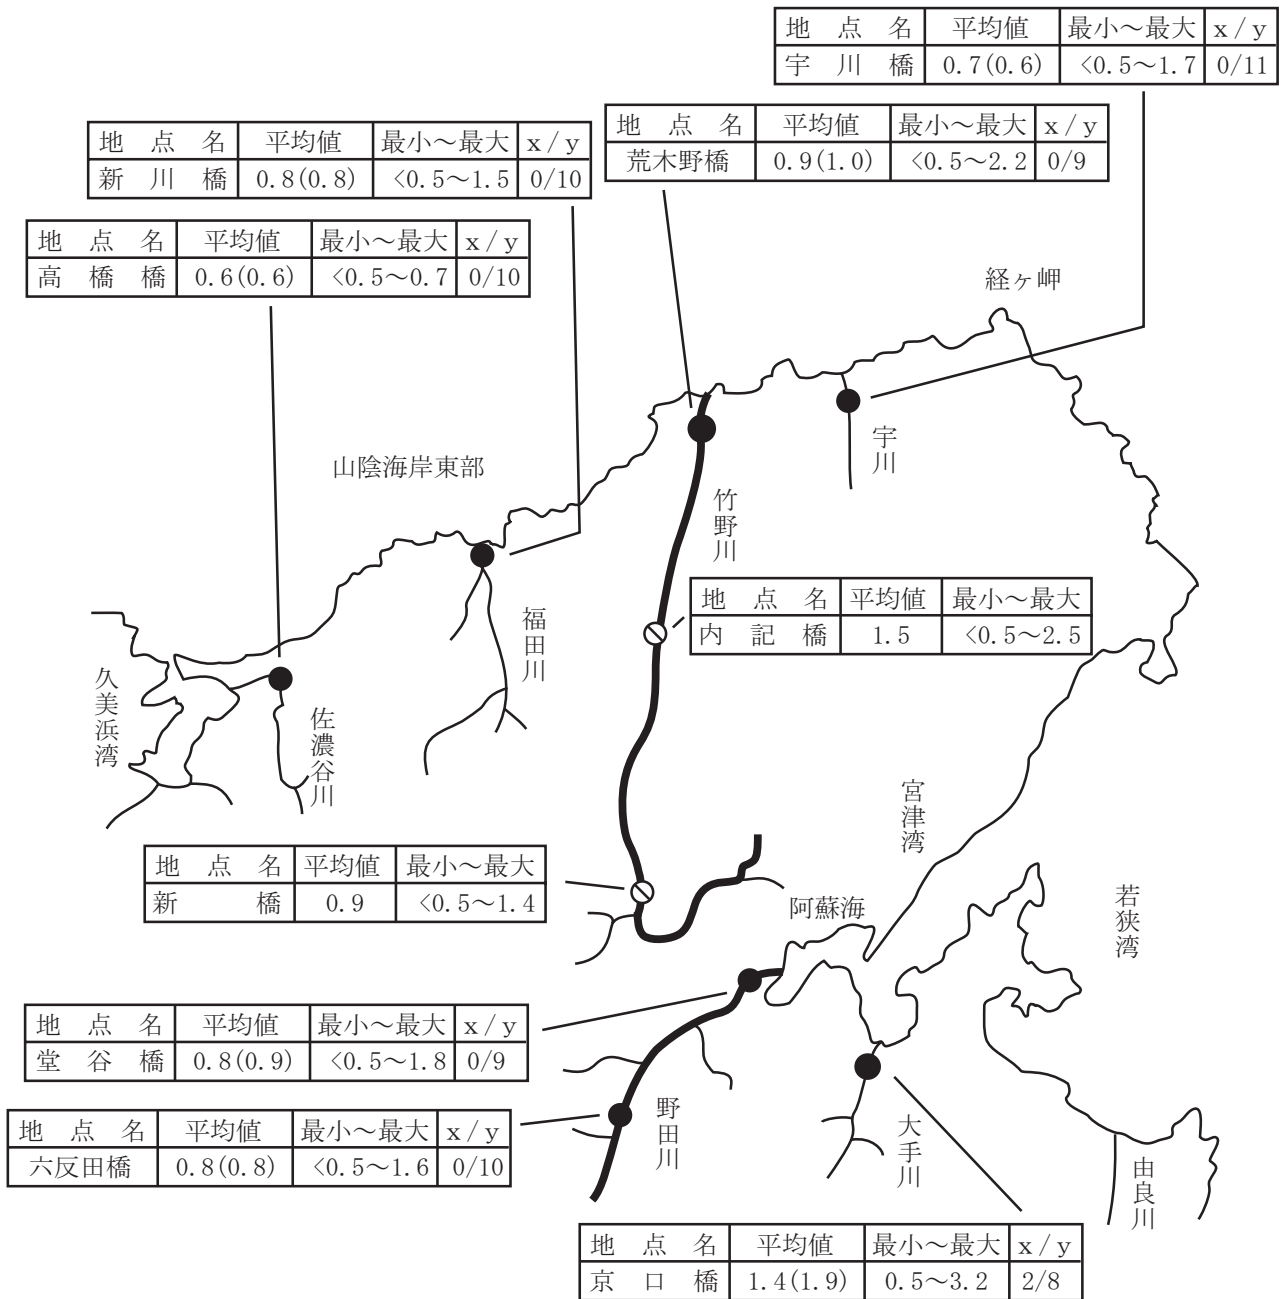 地点名 平均値 最小～最大 x/y
宇川橋 0.7(0.6) <0.5～1.7 0/11
地点名 平均値 最小～最大 x/y
荒木野橋 0.9(1.0) <0.5～2.2 0/9
地点名 平均値 最小～最大 x/y
新川橋 0.8(0.8) <0.5～1.5 0/10
地点名 平均値 最小～最大 x/y
高橋橋 0.6(0.6) <0.5～0.7 0/10
経ヶ岬
宇川
山陰海岸東部
竹野川
地点名 平均値 最小～最大
内記橋 1.5 <0.5～2.5
福田川
久美浜湾
佐濃谷川
宮津湾
地点名 平均値 最小～最大
新橋 0.9 <0.5～1.4
阿蘇海
若狭湾
地点名 平均値 最小～最大 x/y
堂谷橋 0.8(0.9) <0.5～1.8 0/9
地点名 平均値 最小～最大 x/y
六反田橋 0.8(0.8) <0.5～1.6 0/10
野田川
大手川
由良川
地点名 平均値 最小～最大 x/y
京口橋 1.4(1.9) 0.5～3.2 2/8